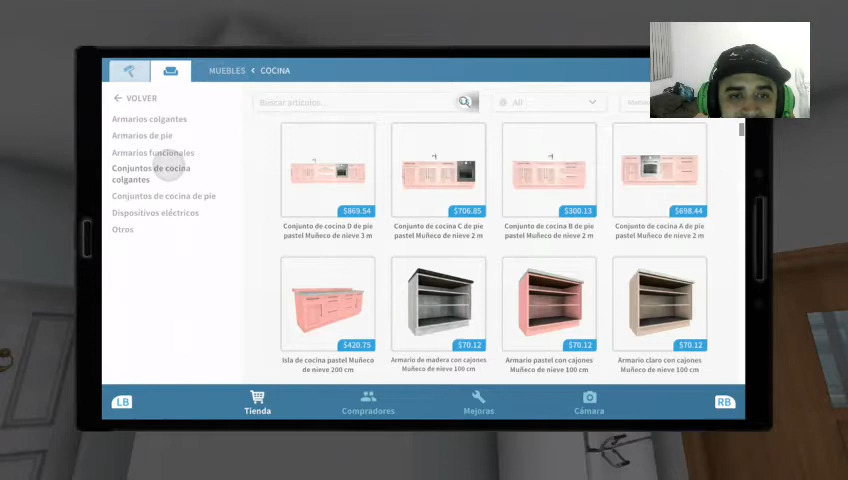 MUEBLES < COCINA
VOLVER
Armarios colgantes
Armarios de pie
Armarios funcionales
Conjuntos de cocina
colgantes
Conjuntos de cocina de pie
Dispositivos eléctricos
Otros
Buscar artículos...
All
$869.54
$706.85
$300.13
$698.44
Conjunto de cocina D de pie
pastel Muñeco de nieve 3 m
Conjunto de cocina C de pie
pastel Muñeco de nieve 2 m
Conjunto de cocina B de pie
pastel Muñeco de nieve 2 m
Conjunto de cocina A de pie
pastel Muñeco de nieve 2 m
$420.75
$70.12
$70.12
$70.12
Isla de cocina pastel Muñeco
de nieve 200 cm
Armario de madera con cajones
Muñeco de nieve 100 cm
Armario pastel con cajones
Muñeco de nieve 100 cm
Armario claro con cajones
Muñeco de nieve 100 cm
LB
Tienda
Compradores
Mejoras
Cámara
RB